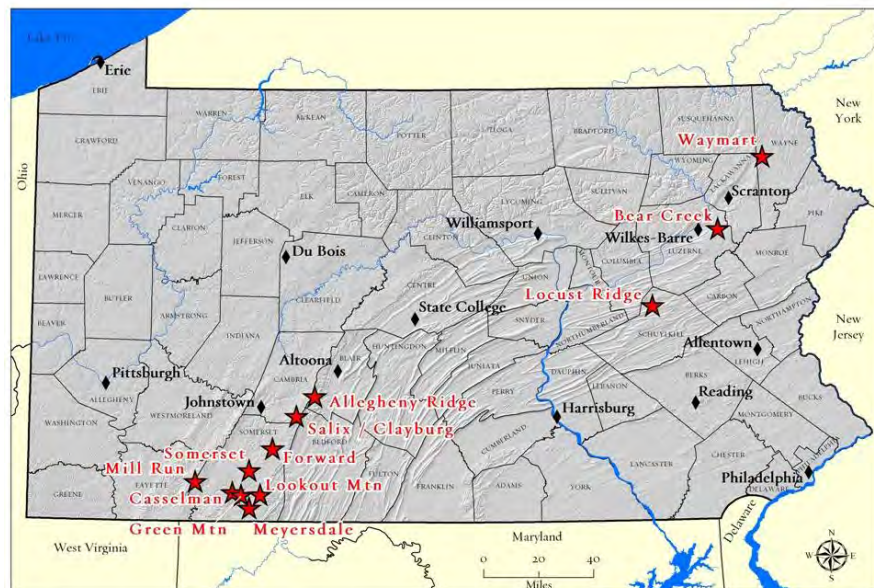 Lake Erie
Erie
ERIE
CRAWFORD
WARREN
McKEAN
POTTER
TIOGA
BRADFORD
SUSQUEHANNA
WAYNE
New
York
Waymart
WYOMING
LACKAWANNA
Scranton
VENANGO
FOREST
ELK
CAMERON
LYCOMING
SULLIVAN
PIKE
Ohio
MERCER
CLARION
JEFFERSON
CLINTON
Williamsport
Bear Creek
Wilkes-Barre
LUZERNE
MONROE
Du Bois
COLUMBIA
MONTOUR
LAWRENCE
BUTLER
CLEARFIELD
CENTRE
UNION
Locust Ridge
CARBON
NORTHAMPTON
New
Jersey
BEAVER
ARMSTRONG
INDIANA
State College
SNYDER
NORTHUMBERLAND
SCHUYLKILL
Allentown
LEHIGH
Pittsburgh
ALLEGHENY
Altoona
BLAIR
HUNTINGDON
MIFFLIN
JUNIATA
DAUPHIN
LEBANON
BERKS
Reading
BUCKS
CAMBRIA
PERRY
Johnstown
Allegheny Ridge
Harrisburg
MONTGOMERY
WASHINGTON
WESTMORELAND
Salix / Clayburg
SOMERSET
BEDFORD
CUMBERLAND
Somerset
Forward
LANCASTER
CHESTER
PHILADELPHIA
Mill Run
Lookout Mtn
FULTON
Philadelphia
GREENE
FAYETTE
Casselman
FRANKLIN
ADAMS
YORK
DELAWARE
Green Mtn
Meyersdale
Delaware
West Virginia
Maryland
N
W
E
S
0
20
40
Miles